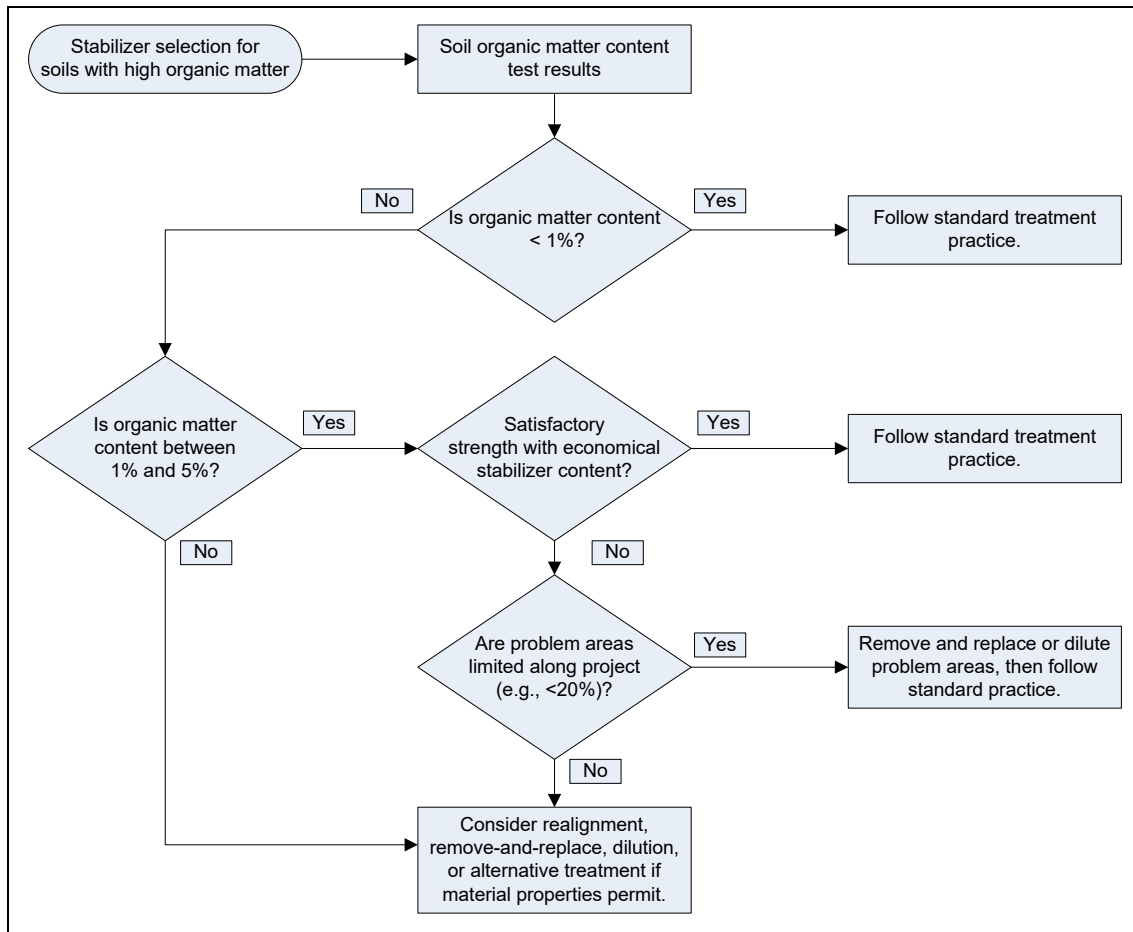 Stabilizer selection for
soils with high organic matter
Soil organic matter content
test results
No
Yes
Is organic matter content
< 1%?
Follow standard treatment
practice.
Is organic matter
content between
1% and 5%?
Yes
Satisfactory
strength with economical
stabilizer content?
Yes
Follow standard treatment
practice.
No
No
Are problem areas
limited along project
(e.g., <20%)?
Yes
Remove and replace or dilute
problem areas, then follow
standard practice.
No
Consider realignment,
remove-and-replace, dilution,
or alternative treatment if
material properties permit.